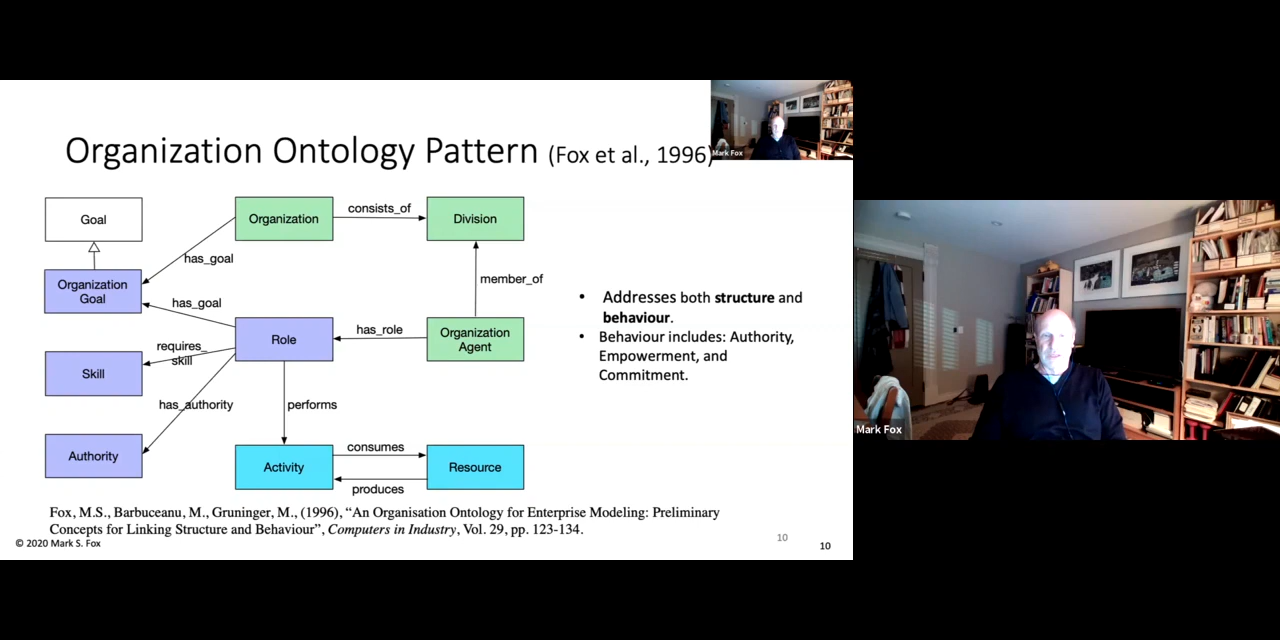 Organization Ontology Pattern (Fox et al., 1996)
Mark Fox
Goal
Organization
consists_of
Division
has_goal
Organization
Goal
member_of
has_goal
Role
has_role
Organization
Agent
requires_
skill
Skill
has_authority
performs
Authority
Activity
consumes
Resource
produces
• Addresses both structure and
behaviour.
• Behaviour includes: Authority,
Empowerment, and
Commitment.
Fox, M.S., Barbuceanu, M., Gruninger, M., (1996), “An Organisation Ontology for Enterprise Modeling: Preliminary
Concepts for Linking Structure and Behaviour”, Computers in Industry, Vol. 29, pp. 123-134.
© 2020 Mark S. Fox
10
10
Mark Fox